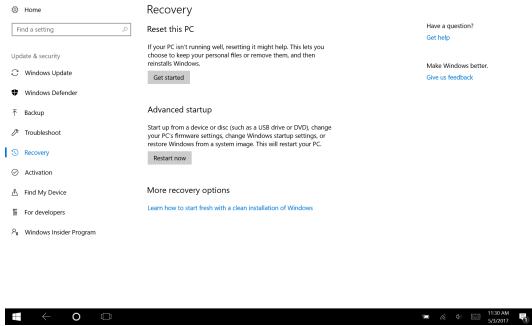 Home
Find a setting
Update & security
Windows Update
Windows Defender
Backup
Troubleshoot
Recovery
Activation
Find My Device
For developers
Windows Insider Program
Recovery
Reset this PC
If your PC isn't running well, resetting it might help. This lets you
choose to keep your personal files or remove them, and then
reinstalls Windows.
Get started
Advanced startup
Start up from a device or disc (such as a USB drive or DVD), change
your PC's firmware settings, change Windows startup settings, or
restore Windows from a system image. This will restart your PC.
Restart now
More recovery options
Learn how to start fresh with a clean installation of Windows
Have a question?
Get help
Make Windows better.
Give us feedback
11:30 AM
5/3/2017